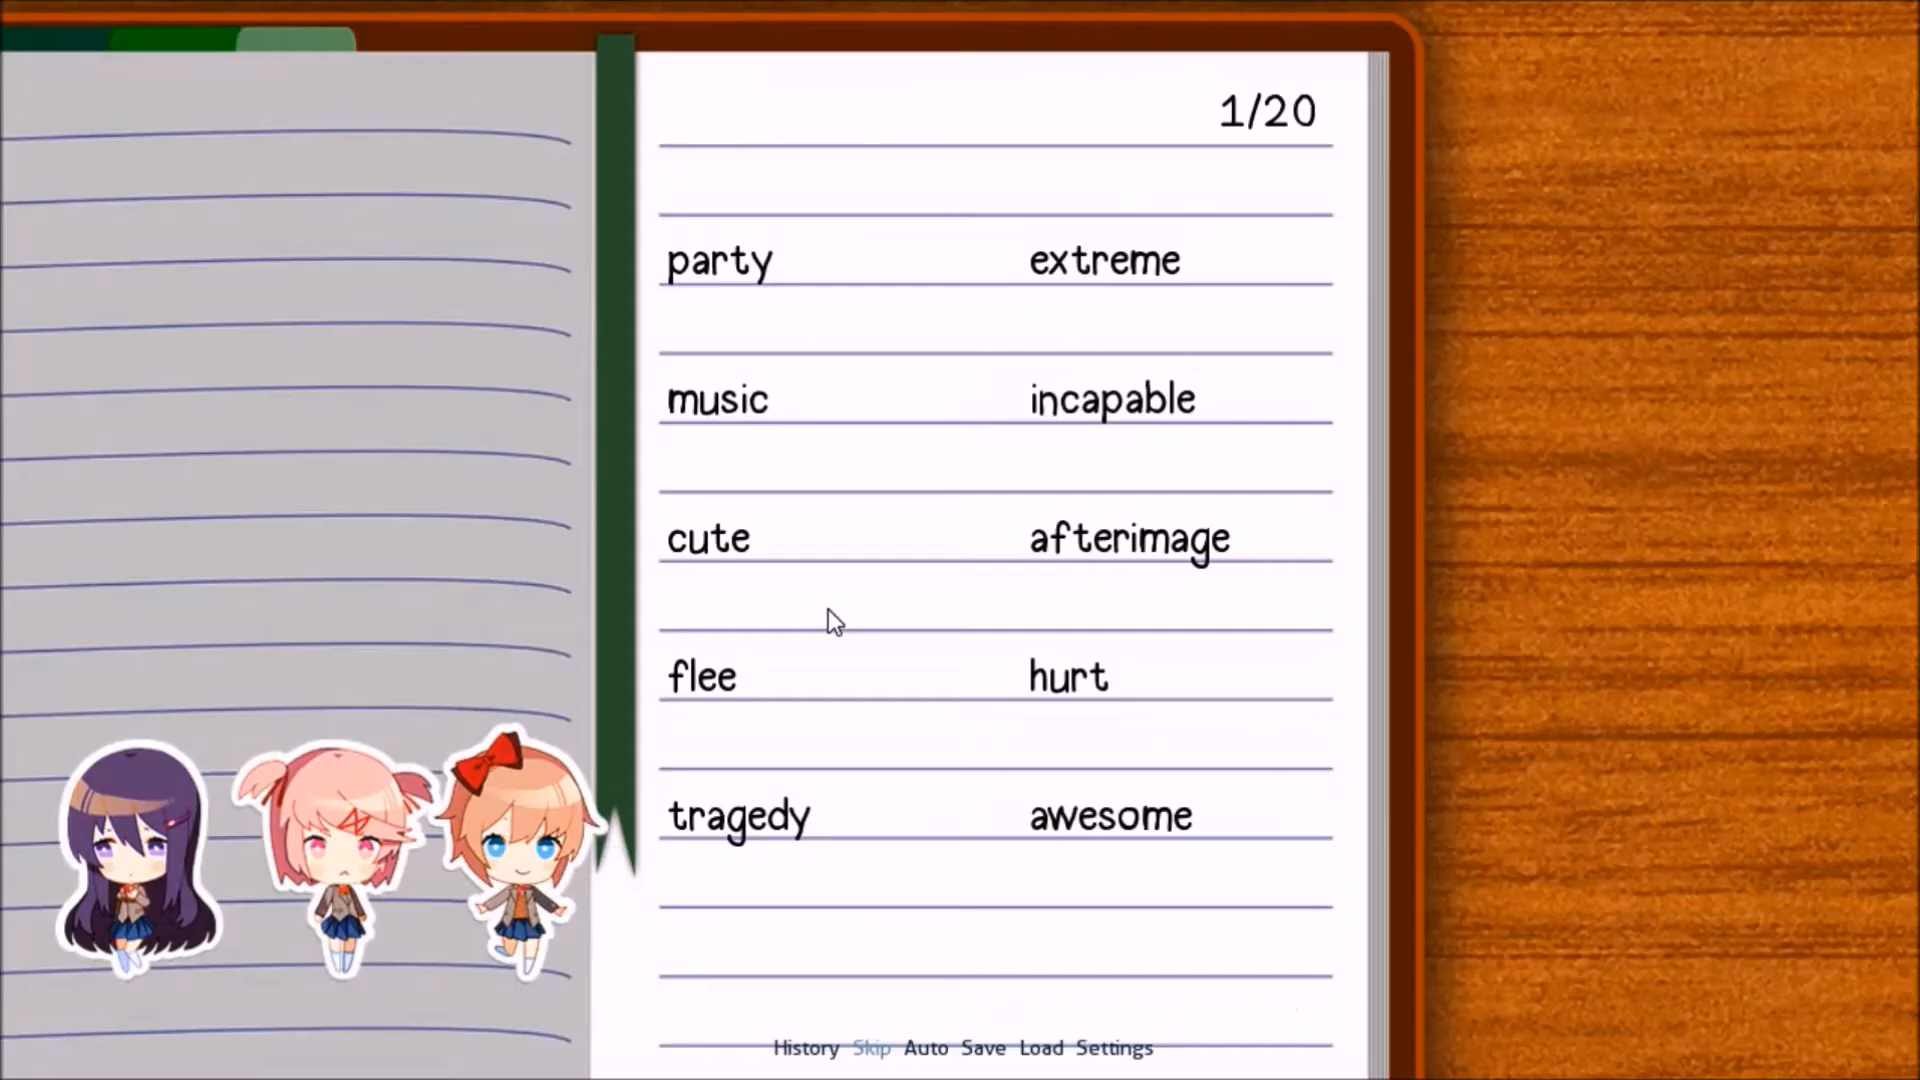 1/20
party extreme
music incapable
cute afterimage
flee hurt
tragedy awesome
History Skip Auto Save Load Settings